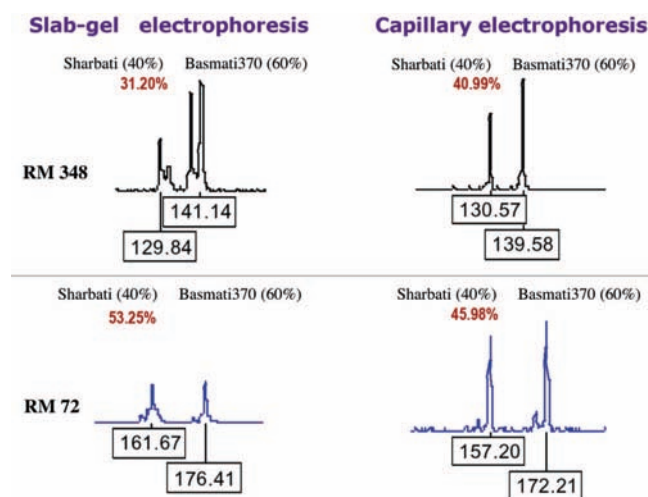 Slab-gel electrophoresis
Capillary electrophoresis
Sharbati (40%) Basmati370 (60%)
31.20%
Sharbati (40%) Basmati370 (60%)
40.99%
RM 348
141.14
129.84
130.57
139.58
Sharbati (40%) Basmati370 (60%)
53.25%
Sharbati (40%) Basmati370 (60%)
45.98%
RM 72
161.67
176.41
157.20
172.21